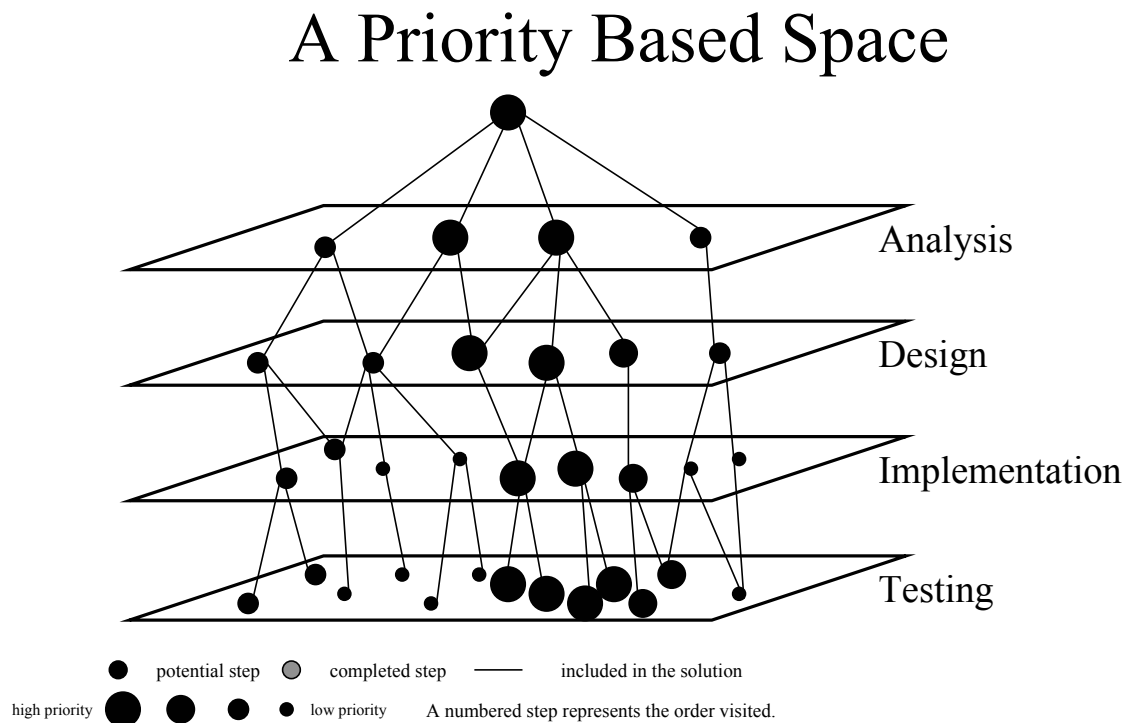 A Priority Based Space
Analysis
Design
Implementation
Testing
potential step completed step included in the solution
high priority low priority A numbered step represents the order visited.